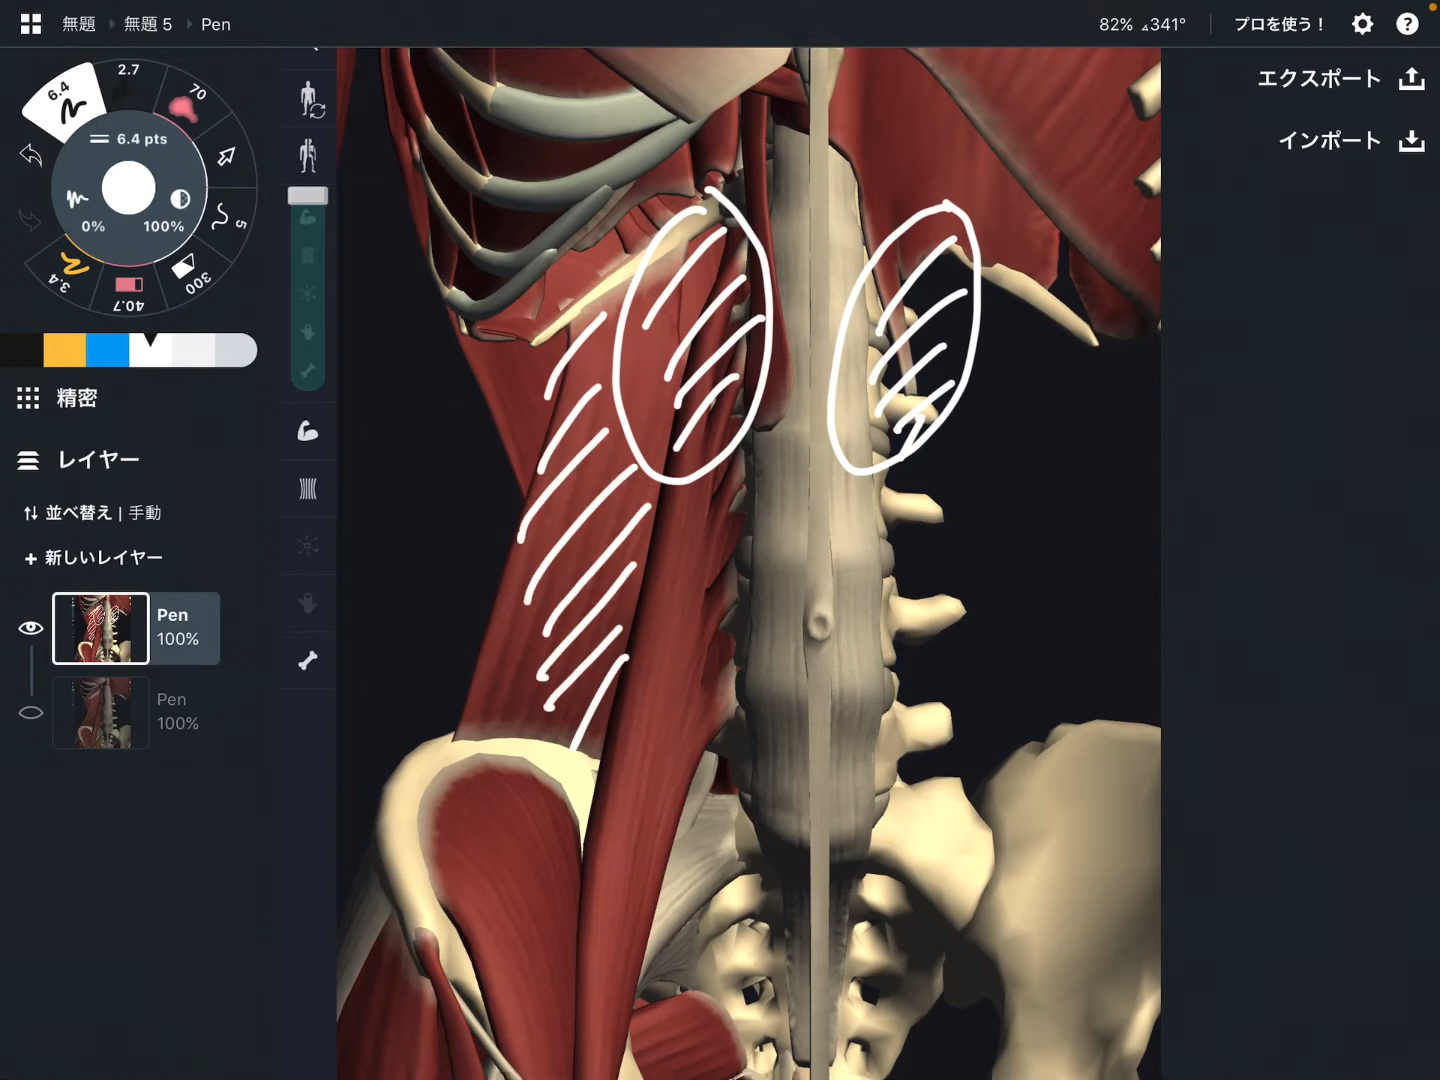 無題 無題 5 Pen 82% ⊿341° プロを使う！
エクスポート
インポート
6.4
2.7
70
6.4 pts
0% 100%
5
3.4
40.7
300
精密
レイヤー
並べ替え | 手動
+ 新しいレイヤー
Pen
100%
Pen
100%